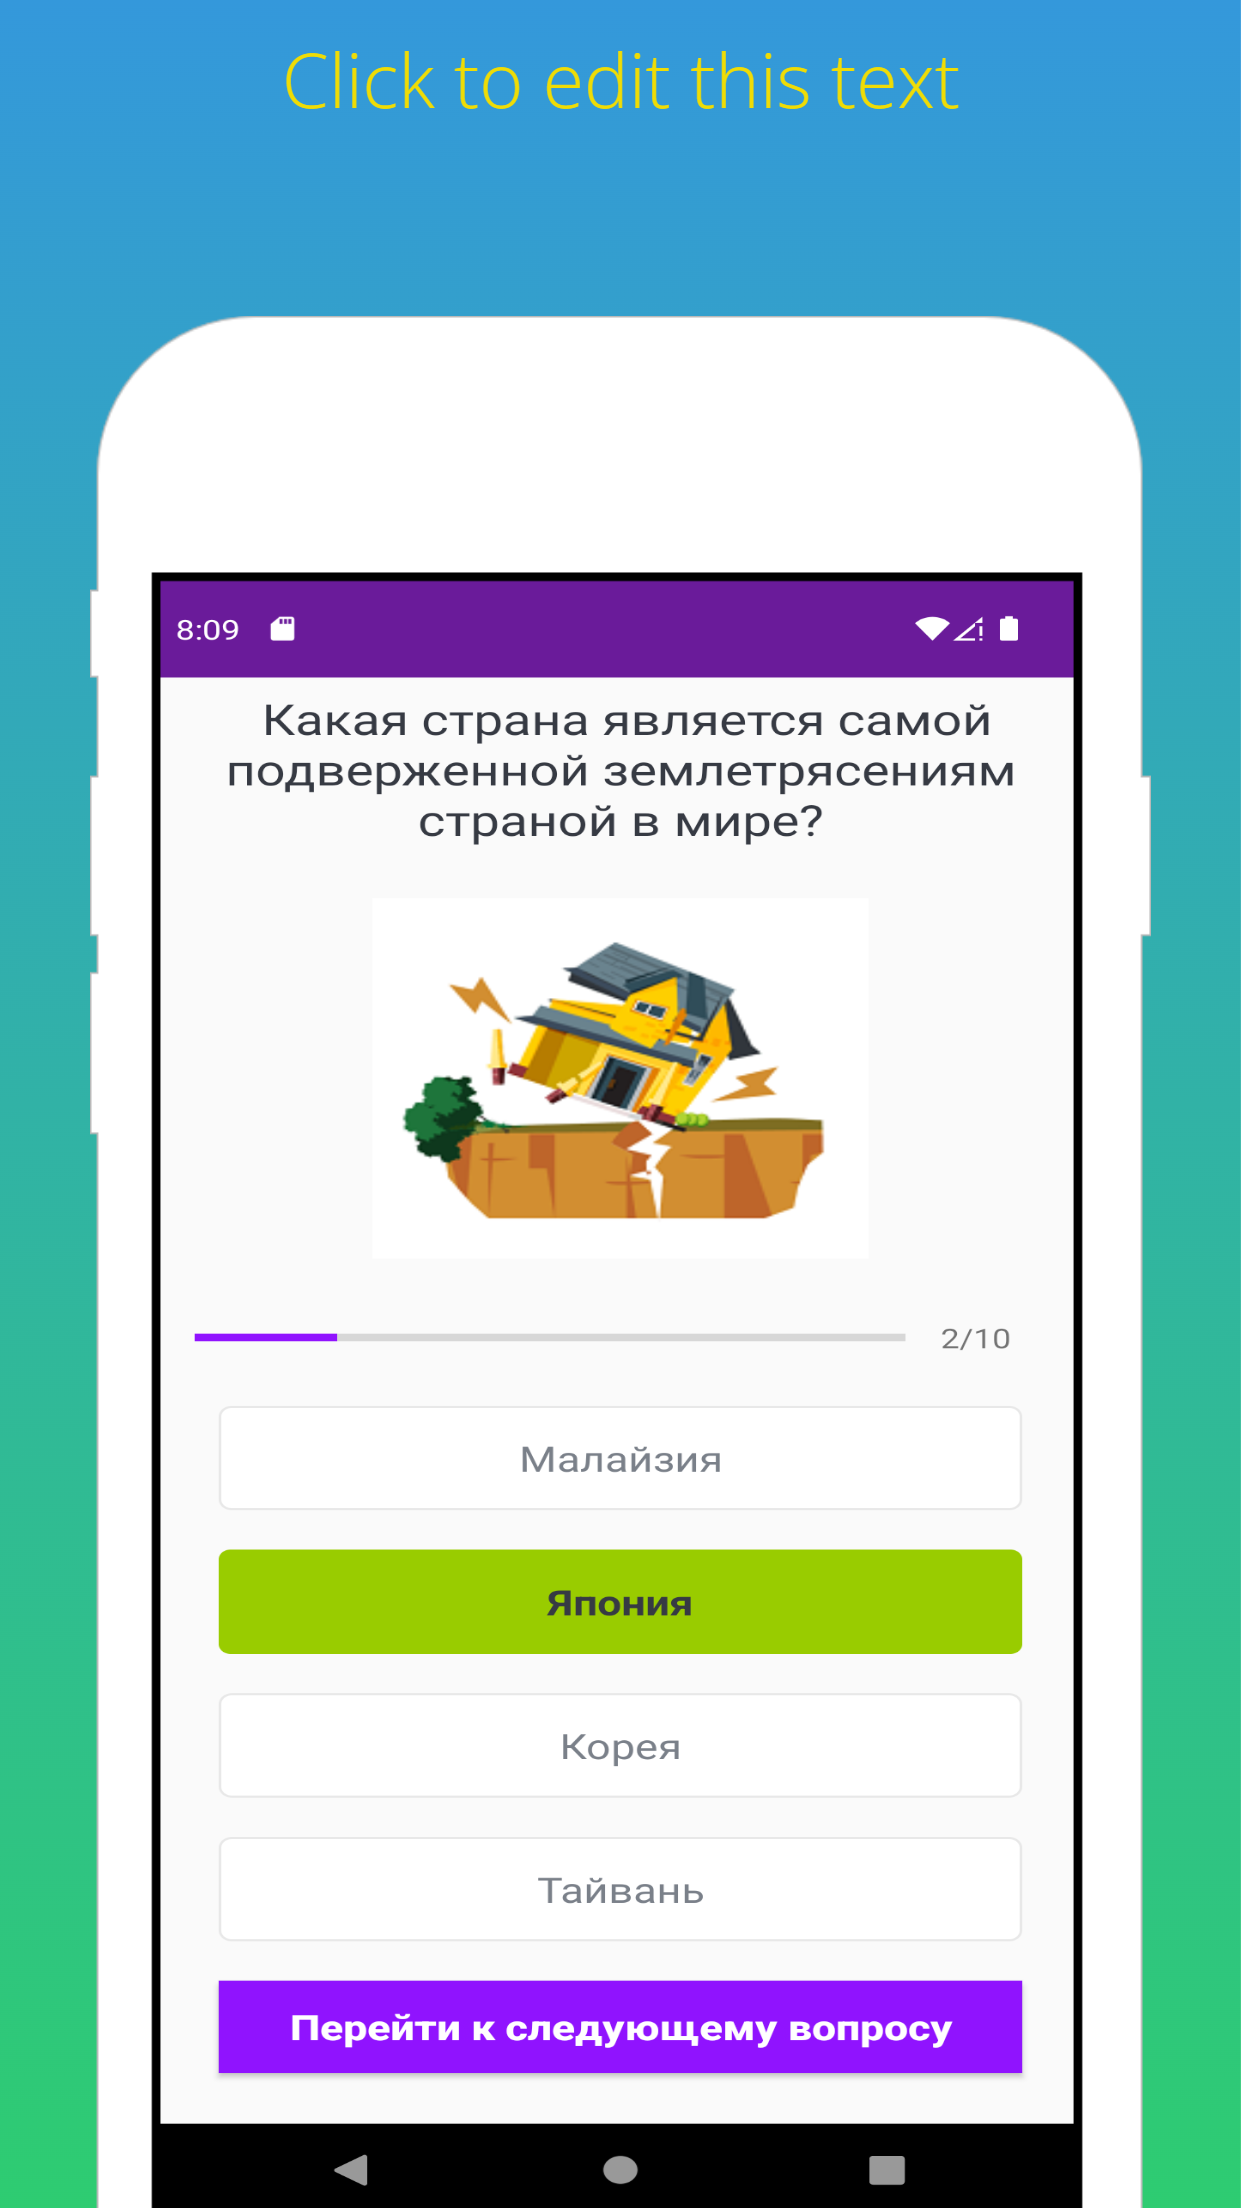 Click to edit this text
8:09
Какая страна является самой
подверженной землетрясениям
страной в мире?
2/10
Малайзия
Япония
Корея
Тайвань
Перейти к следующему вопросу